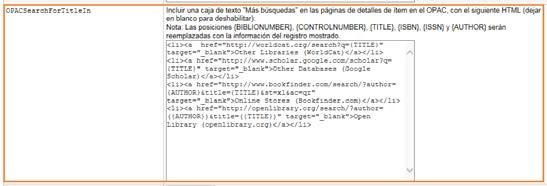 OPACSearchForTitleIn
Incluir una caja de texto "Más búsquedas" en las páginas de detalles de ítem en el OPAC, con el siguiente HTML (dejar
en blanco para deshabilitar):
Nota: Las posiciones {BIBLIONUMBER}, {CONTROLNUMBER}, {TITLE}, {ISBN}, {ISSN} y {AUTHOR} serán
reemplazadas con la información del registro mostrado.
<li><a href="http://worldcat.org/search?q={TITLE}"
target="_blank">Other Libraries (WorldCat)</a></li>
<li><a href="http://www.scholar.google.com/scholar?q=
{TITLE}" target="_blank">Other Databases (Google
Scholar)</a></li>
<li><a href="http://www.bookfinder.com/search/?author=
{AUTHOR}&title={TITLE}&st=xl&ac=qr"
target="_blank">Online Stores (Bookfinder.com)</a></li>
<li><a href="http://openlibrary.org/search/?author=
({AUTHOR})&title=({TITLE})" target="_blank">Open
Library (openlibrary.org)</a></li>